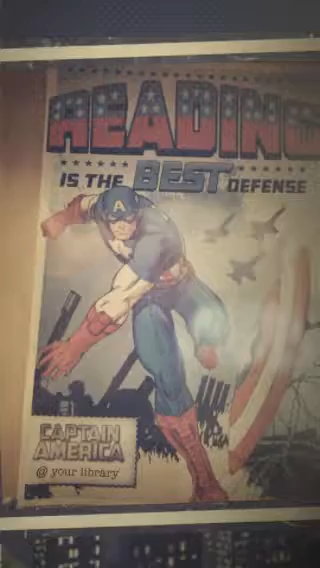 READING
IS THE BEST DEFENSE
A
CAPTAIN
AMERICA
@ your library